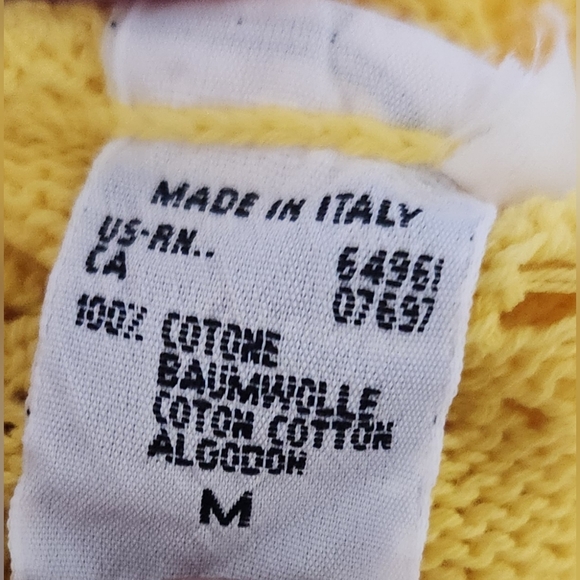 MADE IN ITALY
US-RN.. 64961
CA 07697
100% COTONE
BAUMWOLLE
COTON COTTON
ALGODON
M